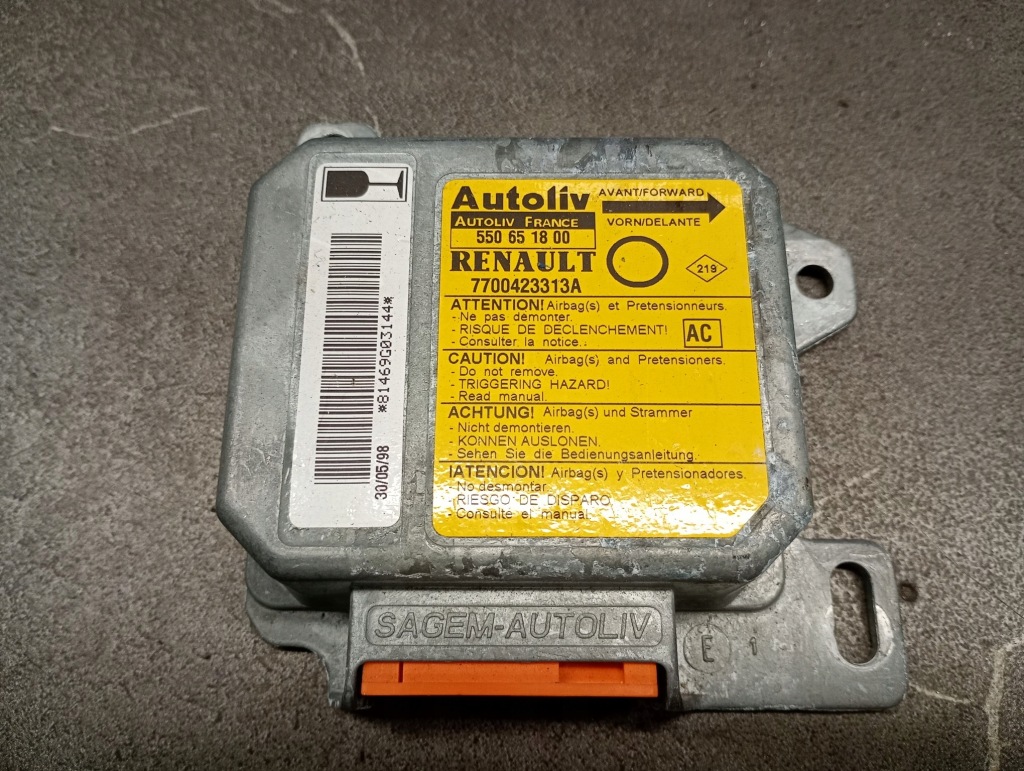 Autoliv
AUTOLIV FRANCE
550 65 18 00
RENAULT
7700423313A
AVANT/FORWARD
VORN/DELANTE
219
ATTENTION! Airbag(s) et Pretensionneurs.
- Ne pas demonter.
- RISQUE DE DECLENCHEMENT!
- Consulter la notice.
AC
CAUTION! Airbag(s) and Pretensioners.
- Do not remove.
- TRIGGERING HAZARD!
- Read manual.
ACHTUNG! Airbag(s) und Strammer
- Nicht demontieren.
- KONNEN AUSLONEN.
- Sehen Sie die Bedienungsanleitung.
IATENCION! Airbag(s) y Pretensionadores.
- No desmontar
- RIESGO DE DISPARO
- Consulte el manual.
*81469G03144*
30/05/98
SAGEM-AUTOLIV
E 1